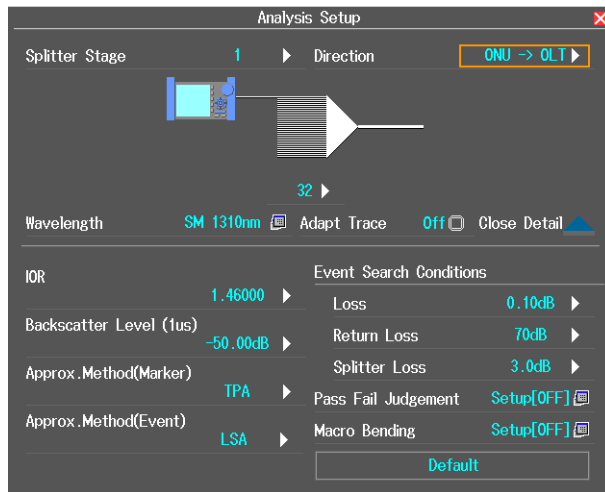 Analysis Setup
Splitter Stage 1 Direction ONU -> OLT
32
Wavelength SM 1310nm Adapt Trace Off Close Detail
IOR
1.46000
Backscatter Level (1us)
-50.00dB
Approx.Method(Marker)
TPA
Approx.Method(Event)
LSA
Event Search Conditions
Loss 0.10dB
Return Loss 70dB
Splitter Loss 3.0dB
Pass Fail Judgement Setup[OFF]
Macro Bending Setup[OFF]
Default